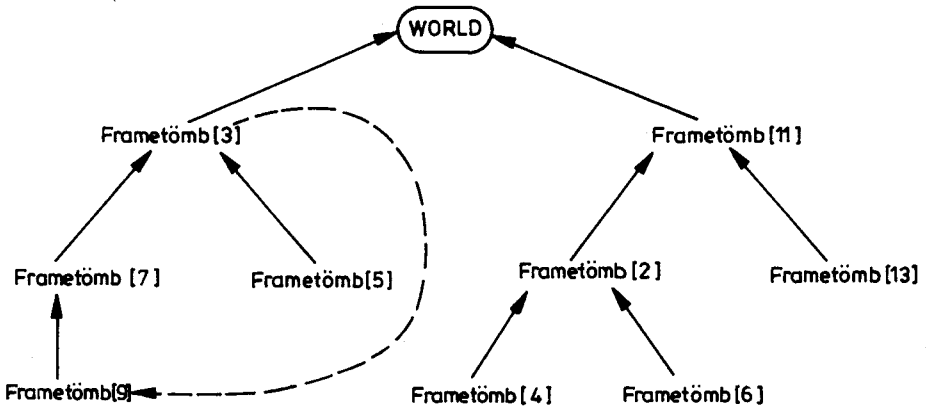 WORLD
Frametömb[3]
Frametömb[11]
Frametömb [7]
Frametömb[5]
Frametömb[2]
Frametömb[13]
Frametömb[9]
Frametömb[4]
Frametömb[6]